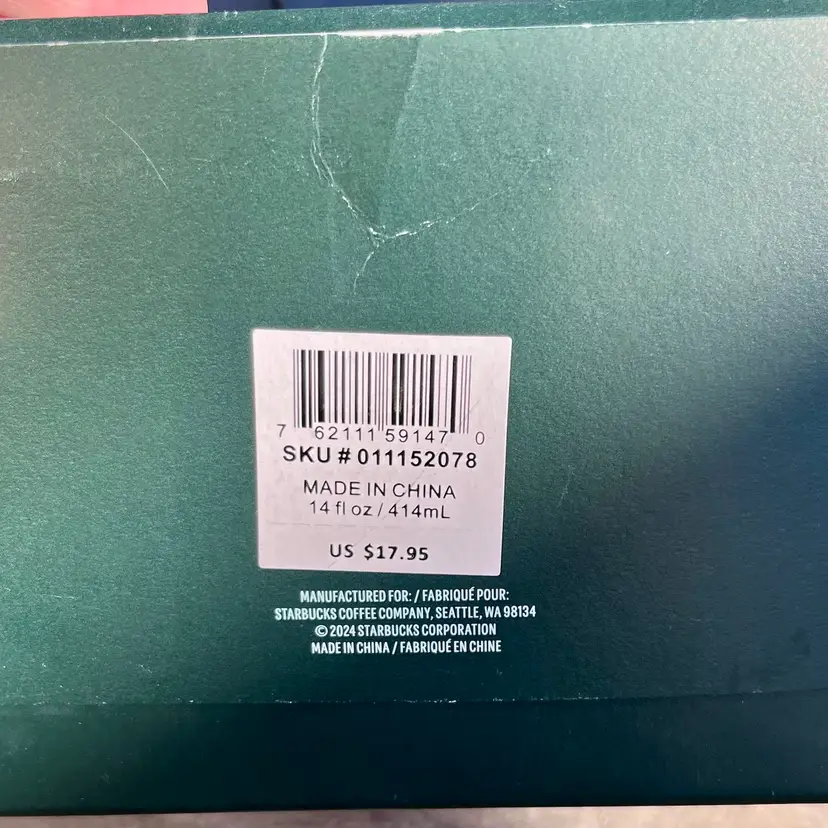 7 62111 59147 0
SKU # 011152078
MADE IN CHINA
14 fl oz / 414mL
US $17.95
MANUFACTURED FOR: / FABRIQUÉ POUR:
STARBUCKS COFFEE COMPANY, SEATTLE, WA 98134
© 2024 STARBUCKS CORPORATION
MADE IN CHINA / FABRIQUÉ EN CHINE